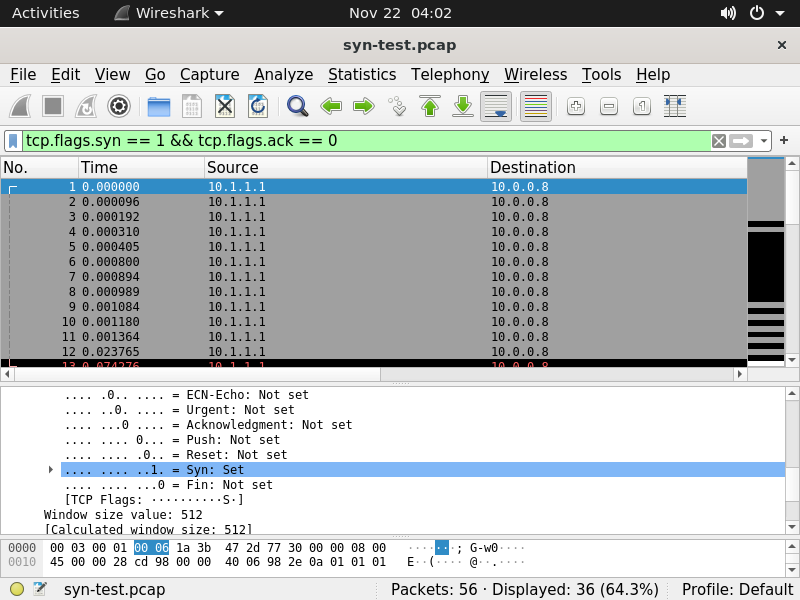 Activities Wireshark Nov 22 04:02
syn-test.pcap
File Edit View Go Capture Analyze Statistics Telephony Wireless Tools Help
tcp.flags.syn == 1 && tcp.flags.ack == 0
No. Time Source Destination
1 0.000000 10.1.1.1 10.0.0.8
2 0.000096 10.1.1.1 10.0.0.8
3 0.000192 10.1.1.1 10.0.0.8
4 0.000310 10.1.1.1 10.0.0.8
5 0.000405 10.1.1.1 10.0.0.8
6 0.000800 10.1.1.1 10.0.0.8
7 0.000894 10.1.1.1 10.0.0.8
8 0.000989 10.1.1.1 10.0.0.8
9 0.001084 10.1.1.1 10.0.0.8
10 0.001180 10.1.1.1 10.0.0.8
11 0.001364 10.1.1.1 10.0.0.8
12 0.023765 10.1.1.1 10.0.0.8
13 0.074276 10.1.1.1 10.0.0.8
.... .0.. .... = ECN-Echo: Not set
.... ..0. .... = Urgent: Not set
.... ...0 .... = Acknowledgment: Not set
.... .... 0... = Push: Not set
.... .... .0.. = Reset: Not set
.... .... ..1. = Syn: Set
.... .... ...0 = Fin: Not set
[TCP Flags: ··········S·]
Window size value: 512
[Calculated window size: 512]
0000 00 03 00 01 00 06 1a 3b 47 2d 77 30 00 00 08 00 ·······; G-w0····
0010 45 00 00 28 cd 98 00 00 40 06 98 2e 0a 01 01 01 E··(···· @··.····
syn-test.pcap Packets: 56 · Displayed: 36 (64.3%) Profile: Default